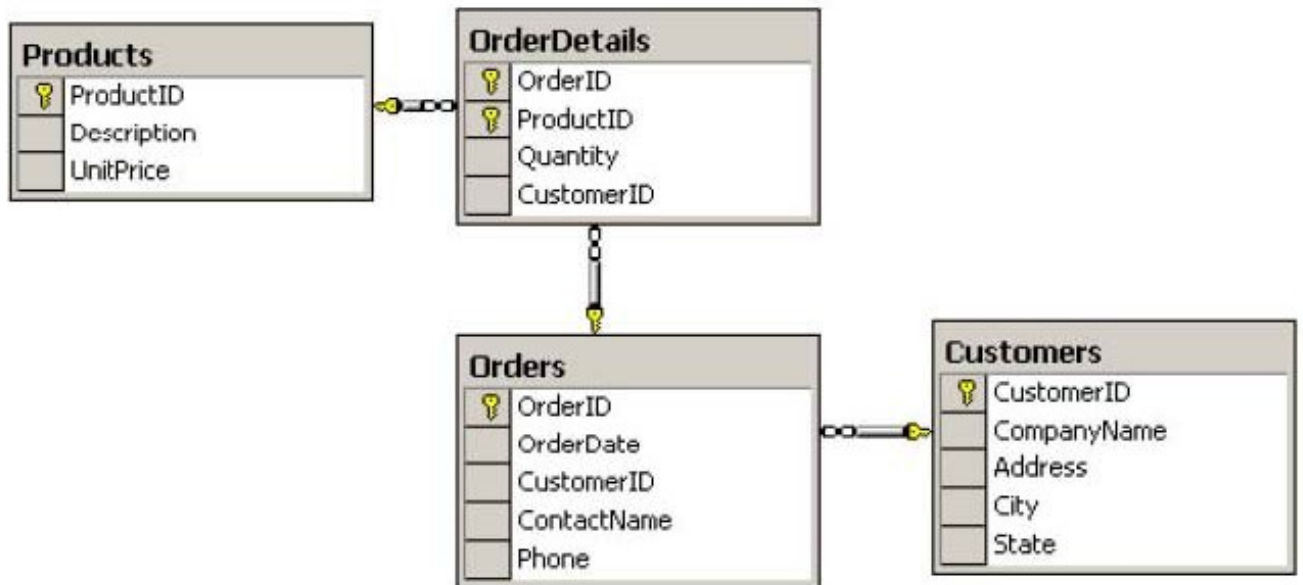 Products
ProductID
Description
UnitPrice
OrderDetails
OrderID
ProductID
Quantity
CustomerID
Orders
OrderID
OrderDate
CustomerID
ContactName
Phone
Customers
CustomerID
CompanyName
Address
City
State